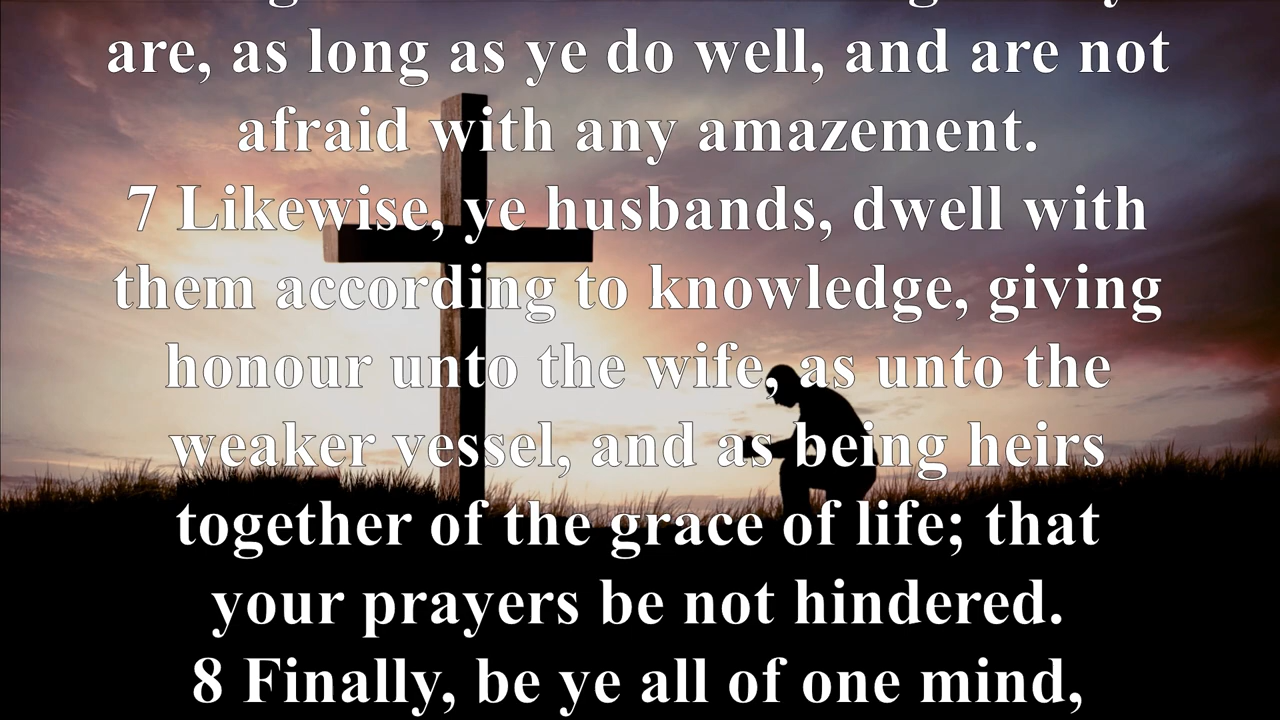 are, as long as ye do well, and are not
afraid with any amazement.
7 Likewise, ye husbands, dwell with
them according to knowledge, giving
honour unto the wife, as unto the
weaker vessel, and as being heirs
together of the grace of life; that
your prayers be not hindered.
8 Finally, be ye all of one mind,